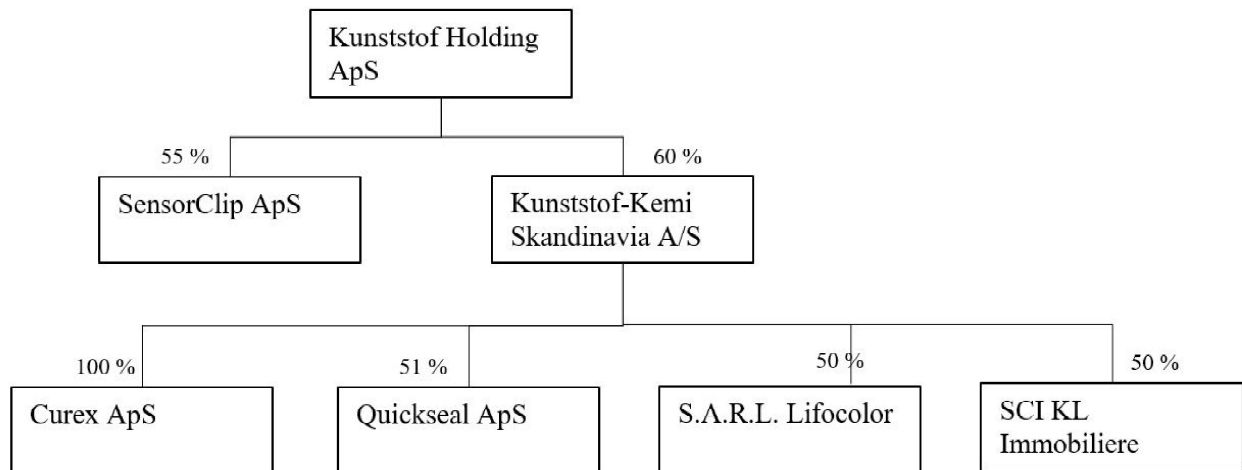 Kunststof Holding
ApS
55 %
60 %
SensorClip ApS
Kunststof-Kemi
Skandinavia A/S
100 %
51 %
50 %
50 %
Curex ApS
Quickseal ApS
S.A.R.L. Lifocolor
SCI KL
Immobiliere